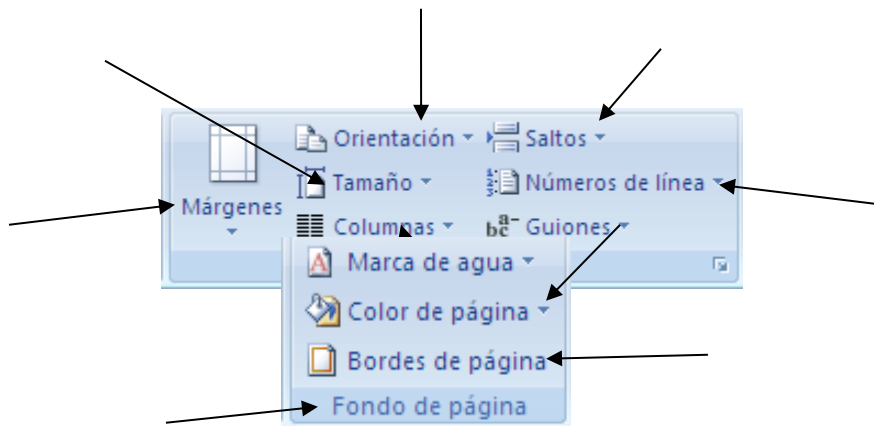 Orientación Saltos
Tamaño Números de línea
Márgenes
Columnas Guiones
Marca de agua
Color de página
Bordes de página
Fondo de página